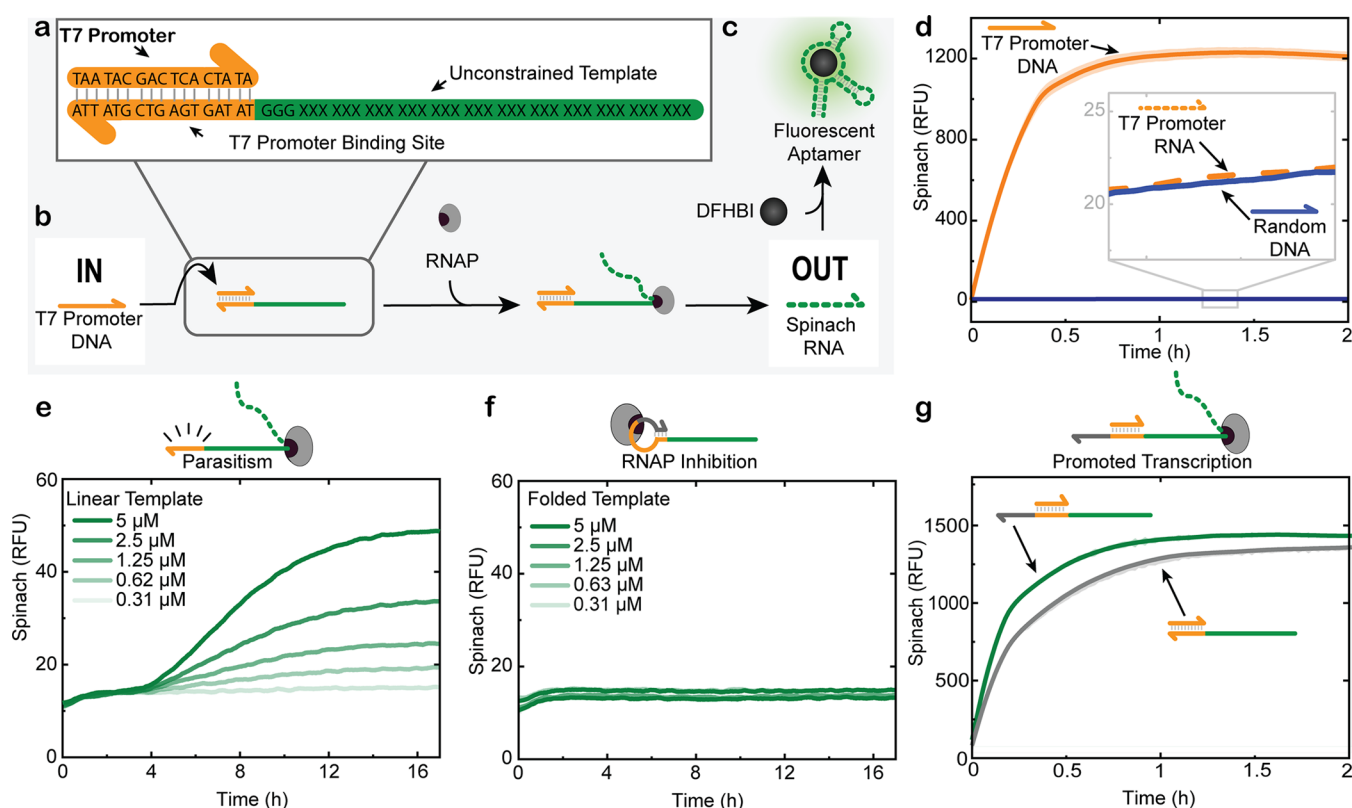 a
T7 Promoter
TAA TAC GAC TCA CTA TA
ATT ATG CTG AGT GAT AT GGG XXX XXX XXX XXX XXX XXX XXX XXX XXX XXX XXX XXX
Unconstrained Template
T7 Promoter Binding Site
b
IN
T7 Promoter
DNA
RNAP
OUT
Spinach
RNA
c
Fluorescent
Aptamer
DFHBI
d
T7 Promoter
DNA
Spinach (RFU)
1200
800
400
0
25
20
T7 Promoter
RNA
Random
DNA
0.5
1
1.5
2
Time (h)
e
Parasitism
Spinach (RFU)
60
40
20
0
Linear Template
5 µM
2.5 µM
1.25 µM
0.62 µM
0.31 µM
0
4
8
12
16
Time (h)
f
RNAP Inhibition
Spinach (RFU)
60
40
20
0
Folded Template
5 µM
2.5 µM
1.25 µM
0.63 µM
0.31 µM
0
4
8
12
16
Time (h)
g
Promoted Transcription
Spinach (RFU)
1500
1000
500
0
0
0.5
1
1.5
2
Time (h)